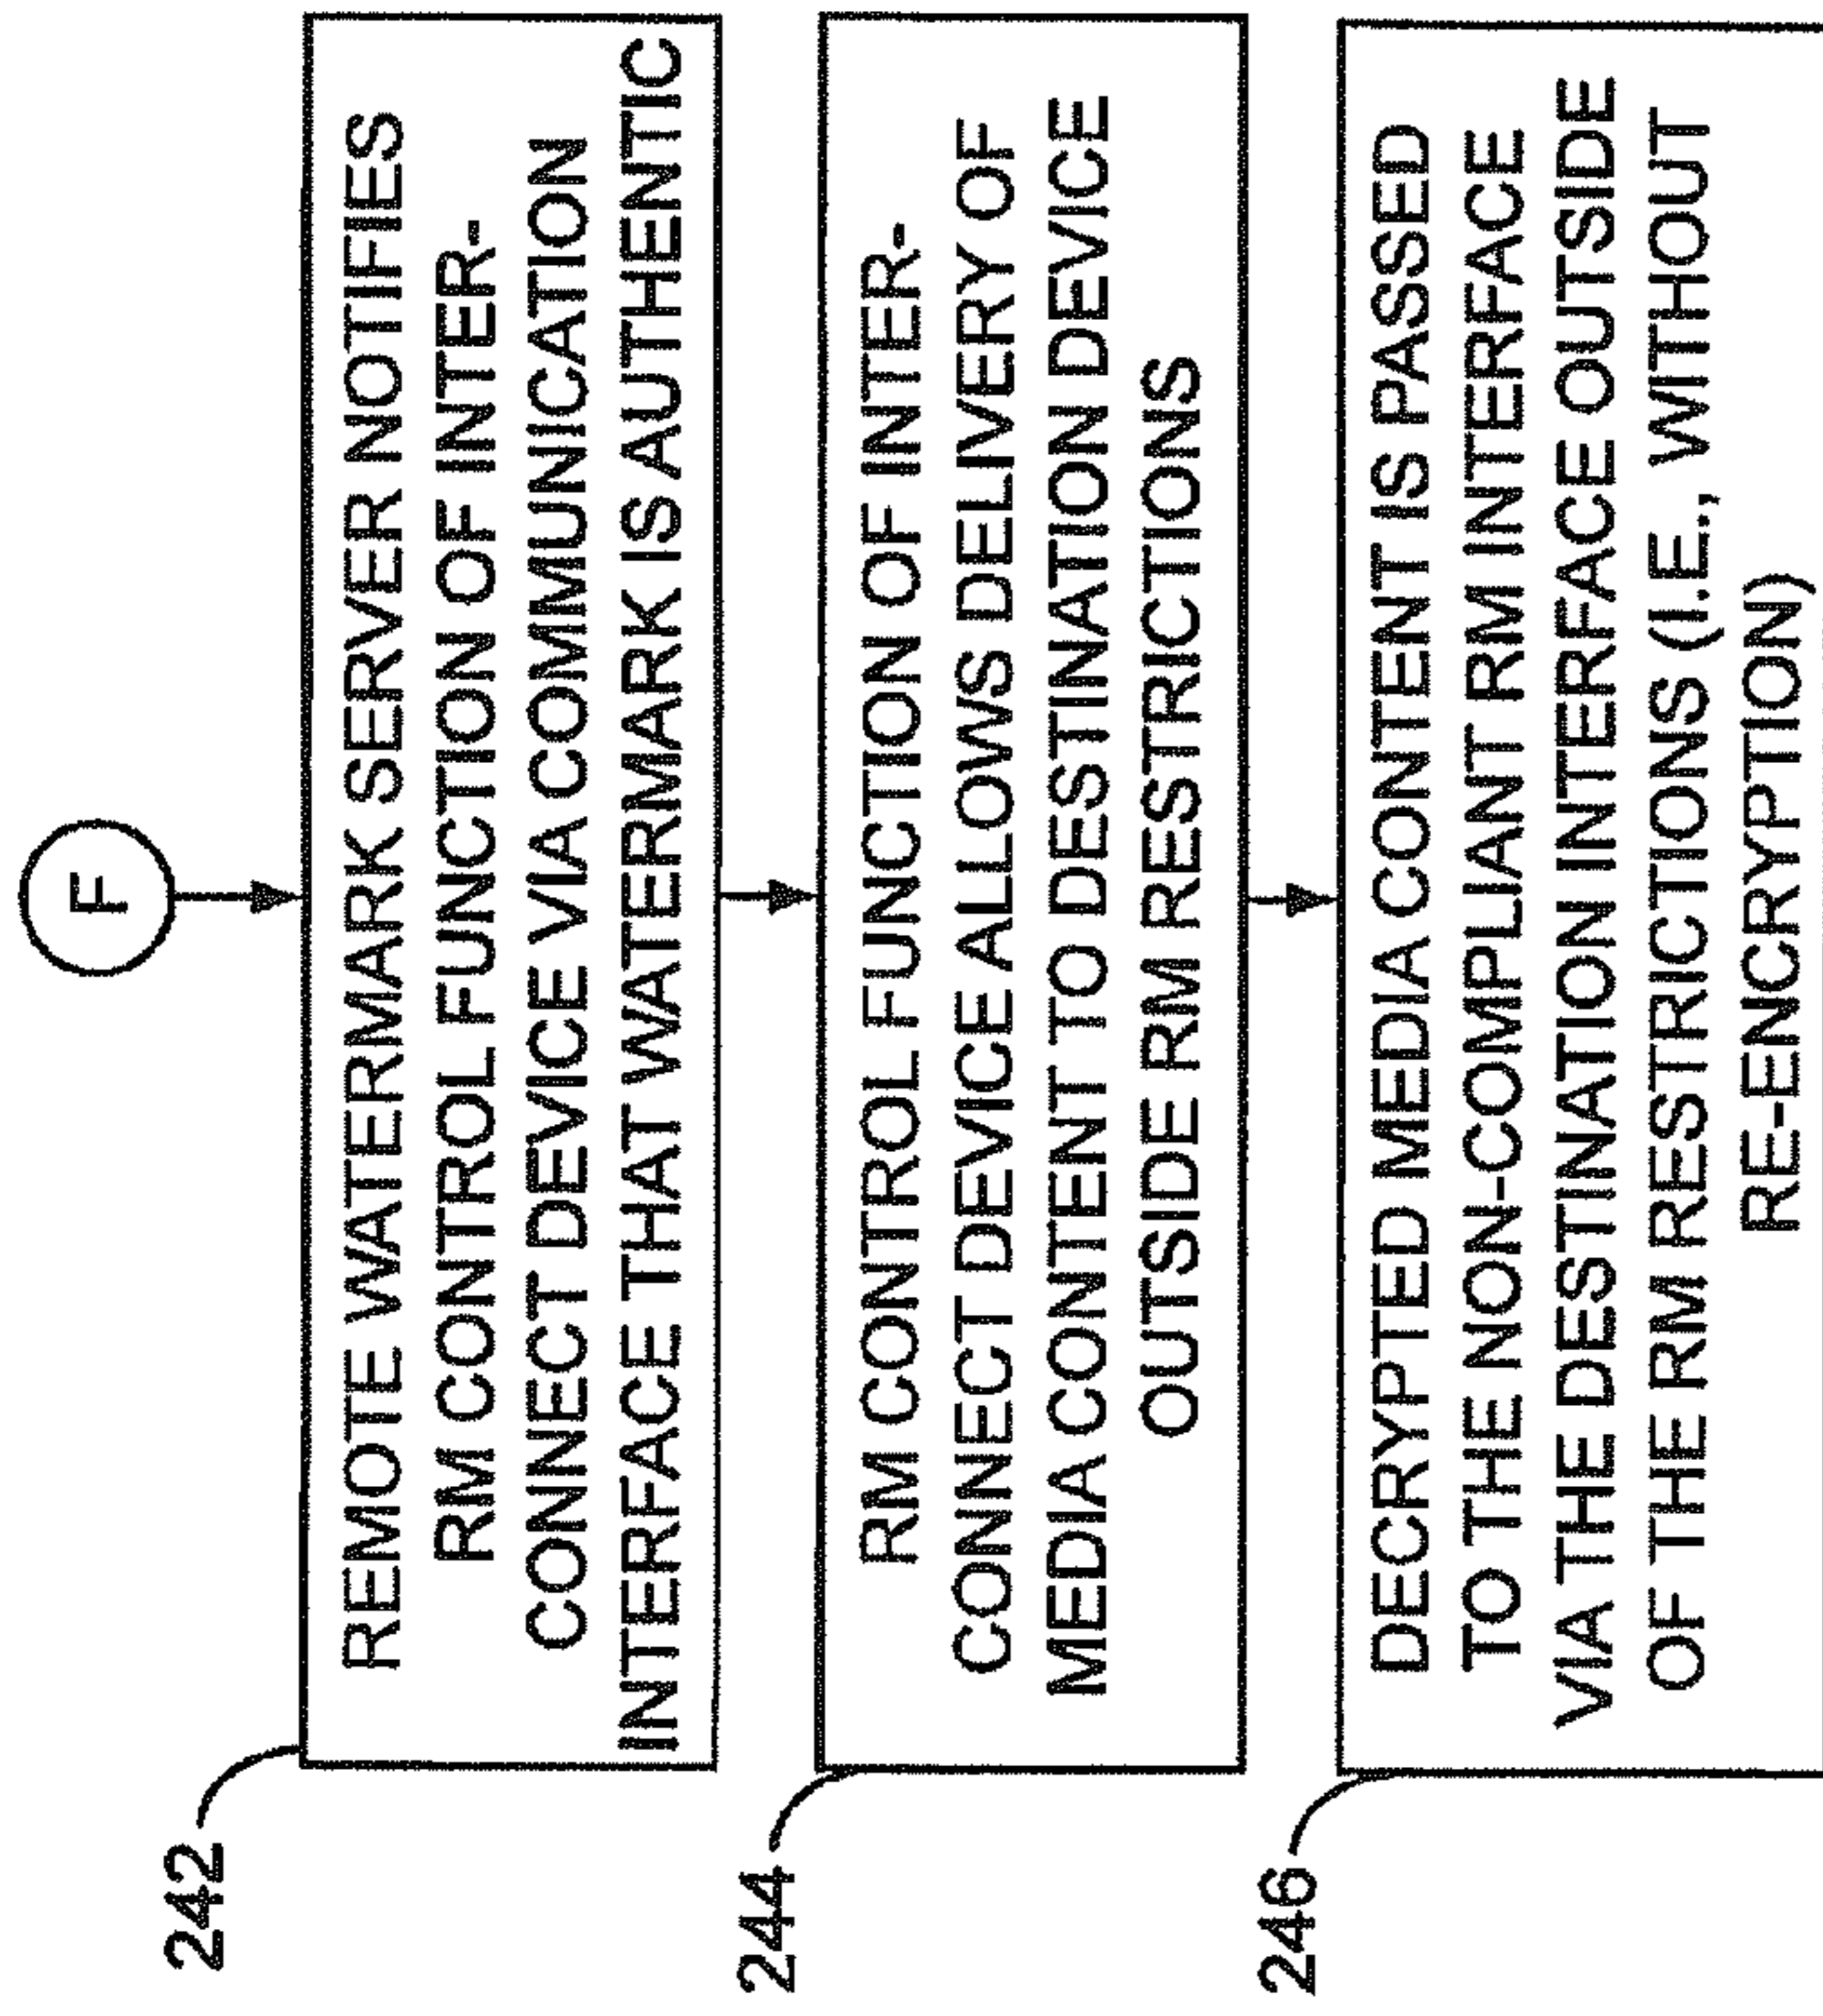 F
242
REMOTE WATERMARK SERVER NOTIFIES
RM CONTROL FUNCTION OF INTER-
CONNECT DEVICE VIA COMMUNICATION
INTERFACE THAT WATERMARK IS AUTHENTIC
244
RM CONTROL FUNCTION OF INTER-
CONNECT DEVICE ALLOWS DELIVERY OF
MEDIA CONTENT TO DESTINATION DEVICE
OUTSIDE RM RESTRICTIONS
246
DECRYPTED MEDIA CONTENT IS PASSED
TO THE NON-COMPLIANT RM INTERFACE
VIA THE DESTINATION INTERFACE OUTSIDE
OF THE RM RESTRICTIONS (I.E., WITHOUT
RE-ENCRYPTION)